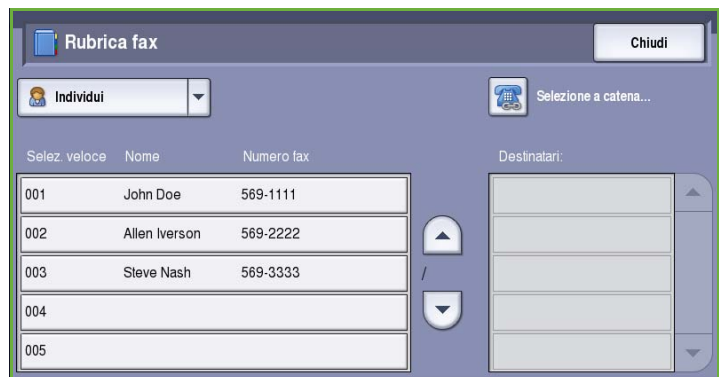 Rubrica fax
Chiudi
Individui
Selezione a catena...
Selez. veloce Nome Numero fax
Destinatari:
001 John Doe 569-1111
002 Allen Iverson 569-2222
003 Steve Nash 569-3333
/
004
005